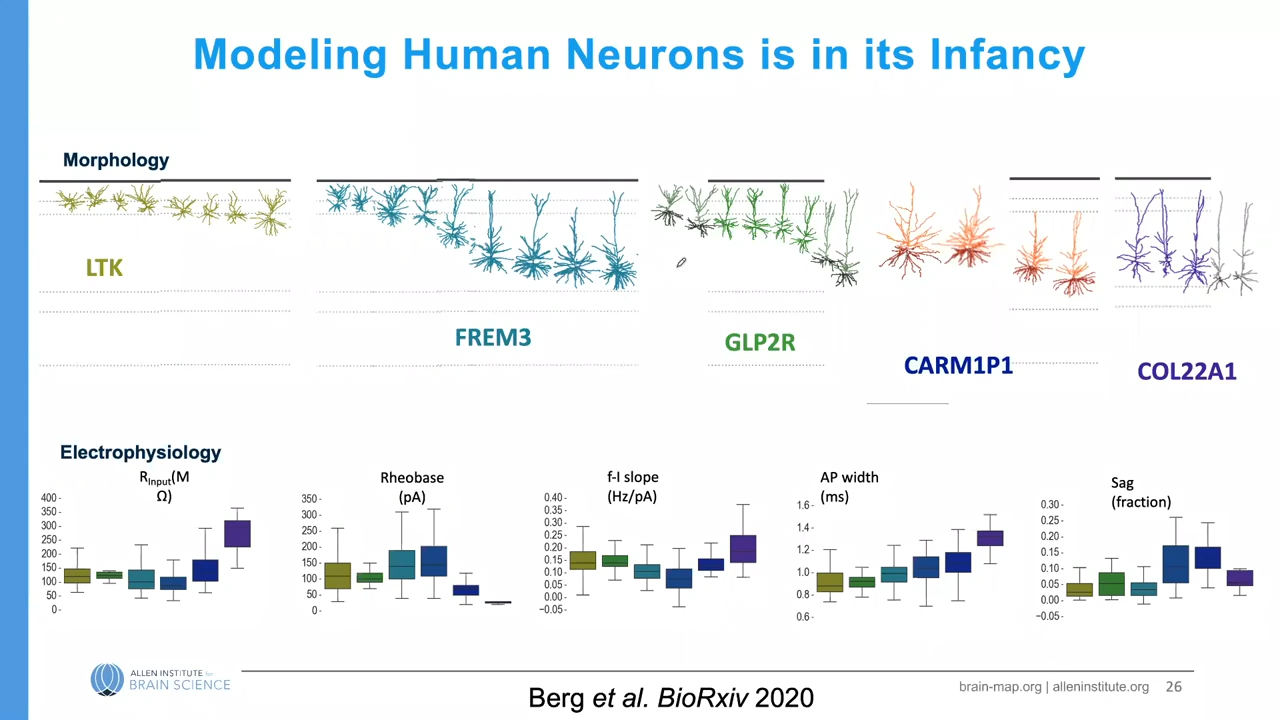 Modeling Human Neurons is in its Infancy
Morphology
LTK
FREM3
GLP2R
CARM1P1
COL22A1
Electrophysiology
RInput(M
Ω)
400
350
300
250
200
150
100
50
0
Rheobase
(pA)
350
300
250
200
150
100
50
0
f-I slope
(Hz/pA)
0.40
0.35
0.30
0.25
0.20
0.15
0.10
0.05
0.00
−0.05
AP width
(ms)
1.6
1.4
1.2
1.0
0.8
0.6
Sag
(fraction)
0.30
0.25
0.20
0.15
0.10
0.05
0.00
−0.05
ALLEN INSTITUTE for
BRAIN SCIENCE
Berg et al. BioRxiv 2020
brain-map.org | alleninstitute.org
26